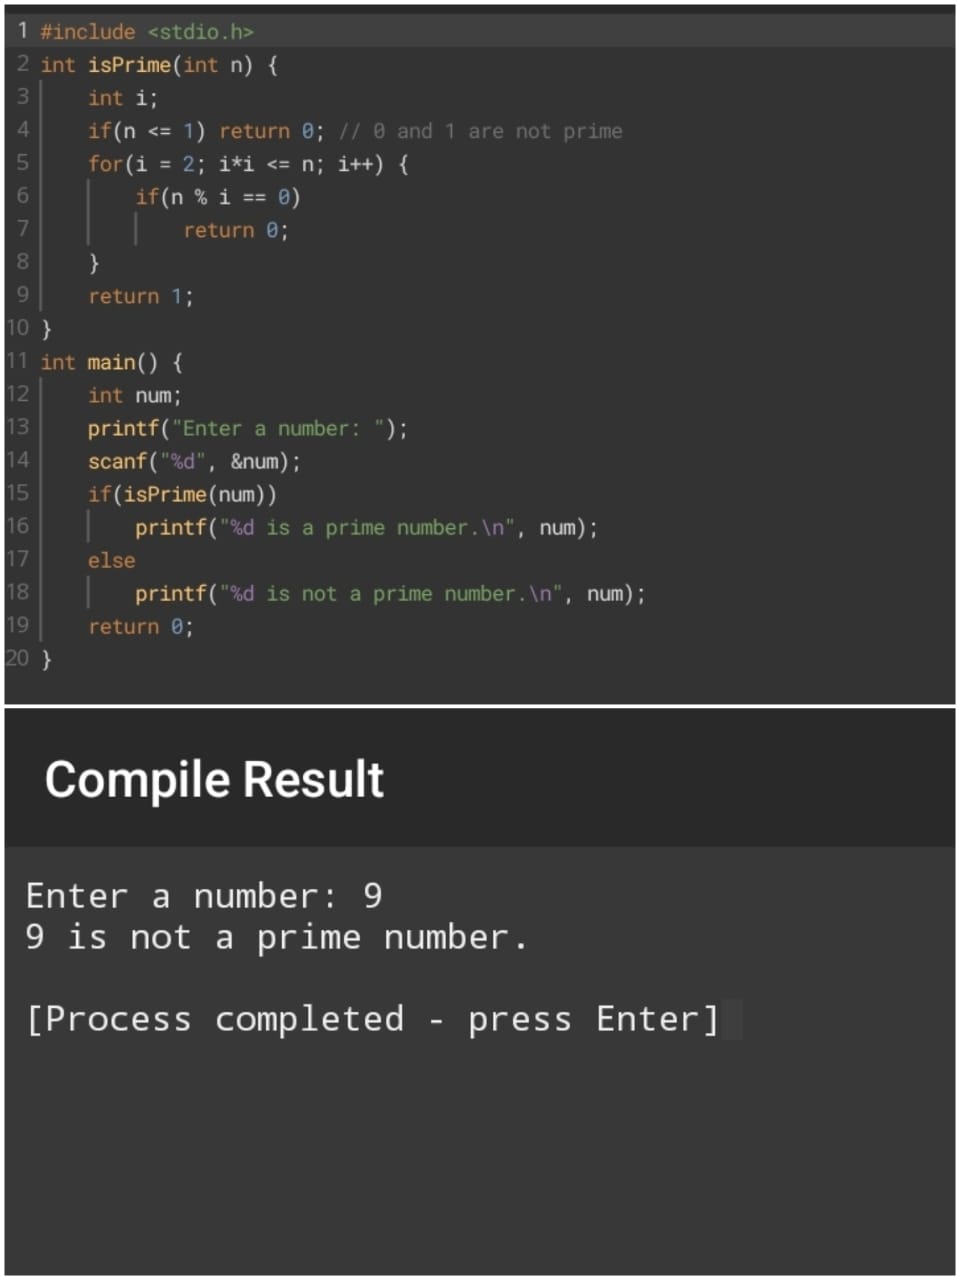 1 #include <stdio.h>
2 int isPrime(int n) {
3     int i;
4     if(n <= 1) return 0; // 0 and 1 are not prime
5     for(i = 2; i*i <= n; i++) {
6         if(n % i == 0)
7             return 0;
8     }
9     return 1;
10 }
11 int main() {
12     int num;
13     printf("Enter a number: ");
14     scanf("%d", &num);
15     if(isPrime(num))
16         printf("%d is a prime number.\n", num);
17     else
18         printf("%d is not a prime number.\n", num);
19     return 0;
20 }
Compile Result
Enter a number: 9
9 is not a prime number.
[Process completed - press Enter]